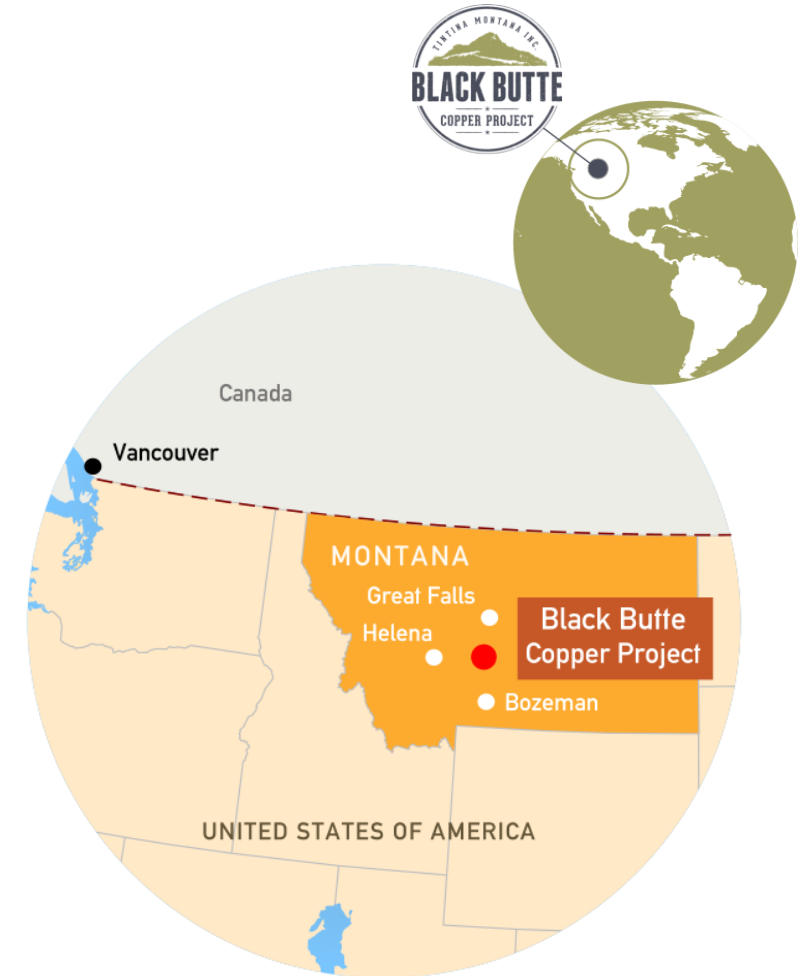 TINTINA MONTANA INC.
BLACK BUTTE
COPPER PROJECT
Canada
Vancouver
MONTANA
Great Falls
Helena
Black Butte
Copper Project
Bozeman
UNITED STATES OF AMERICA